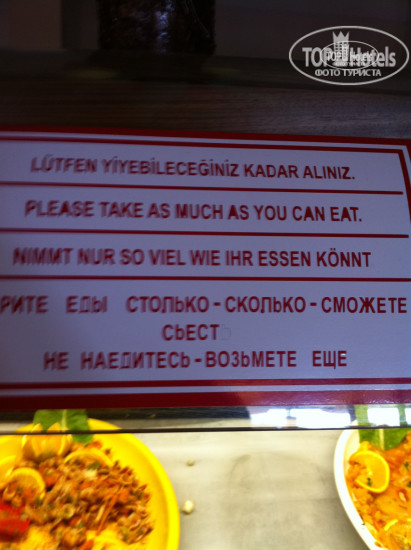 TOP Hotels
ФОТО ТУРИСТА
LÜTFEN YİYEBİLECEĞİNİZ KADAR ALINIZ.
PLEASE TAKE AS MUCH AS YOU CAN EAT.
NIMMT NUR SO VIEL WIE IHR ESSEN KÖNNT
РИТЕ ЕДЫ СТОЛЬКО - СКОЛЬКО - СМОЖЕТЕ
СЬЕСТ
НЕ НАЕДИТЕСЬ - ВОЗЬМЕТЕ ЕЩЕ